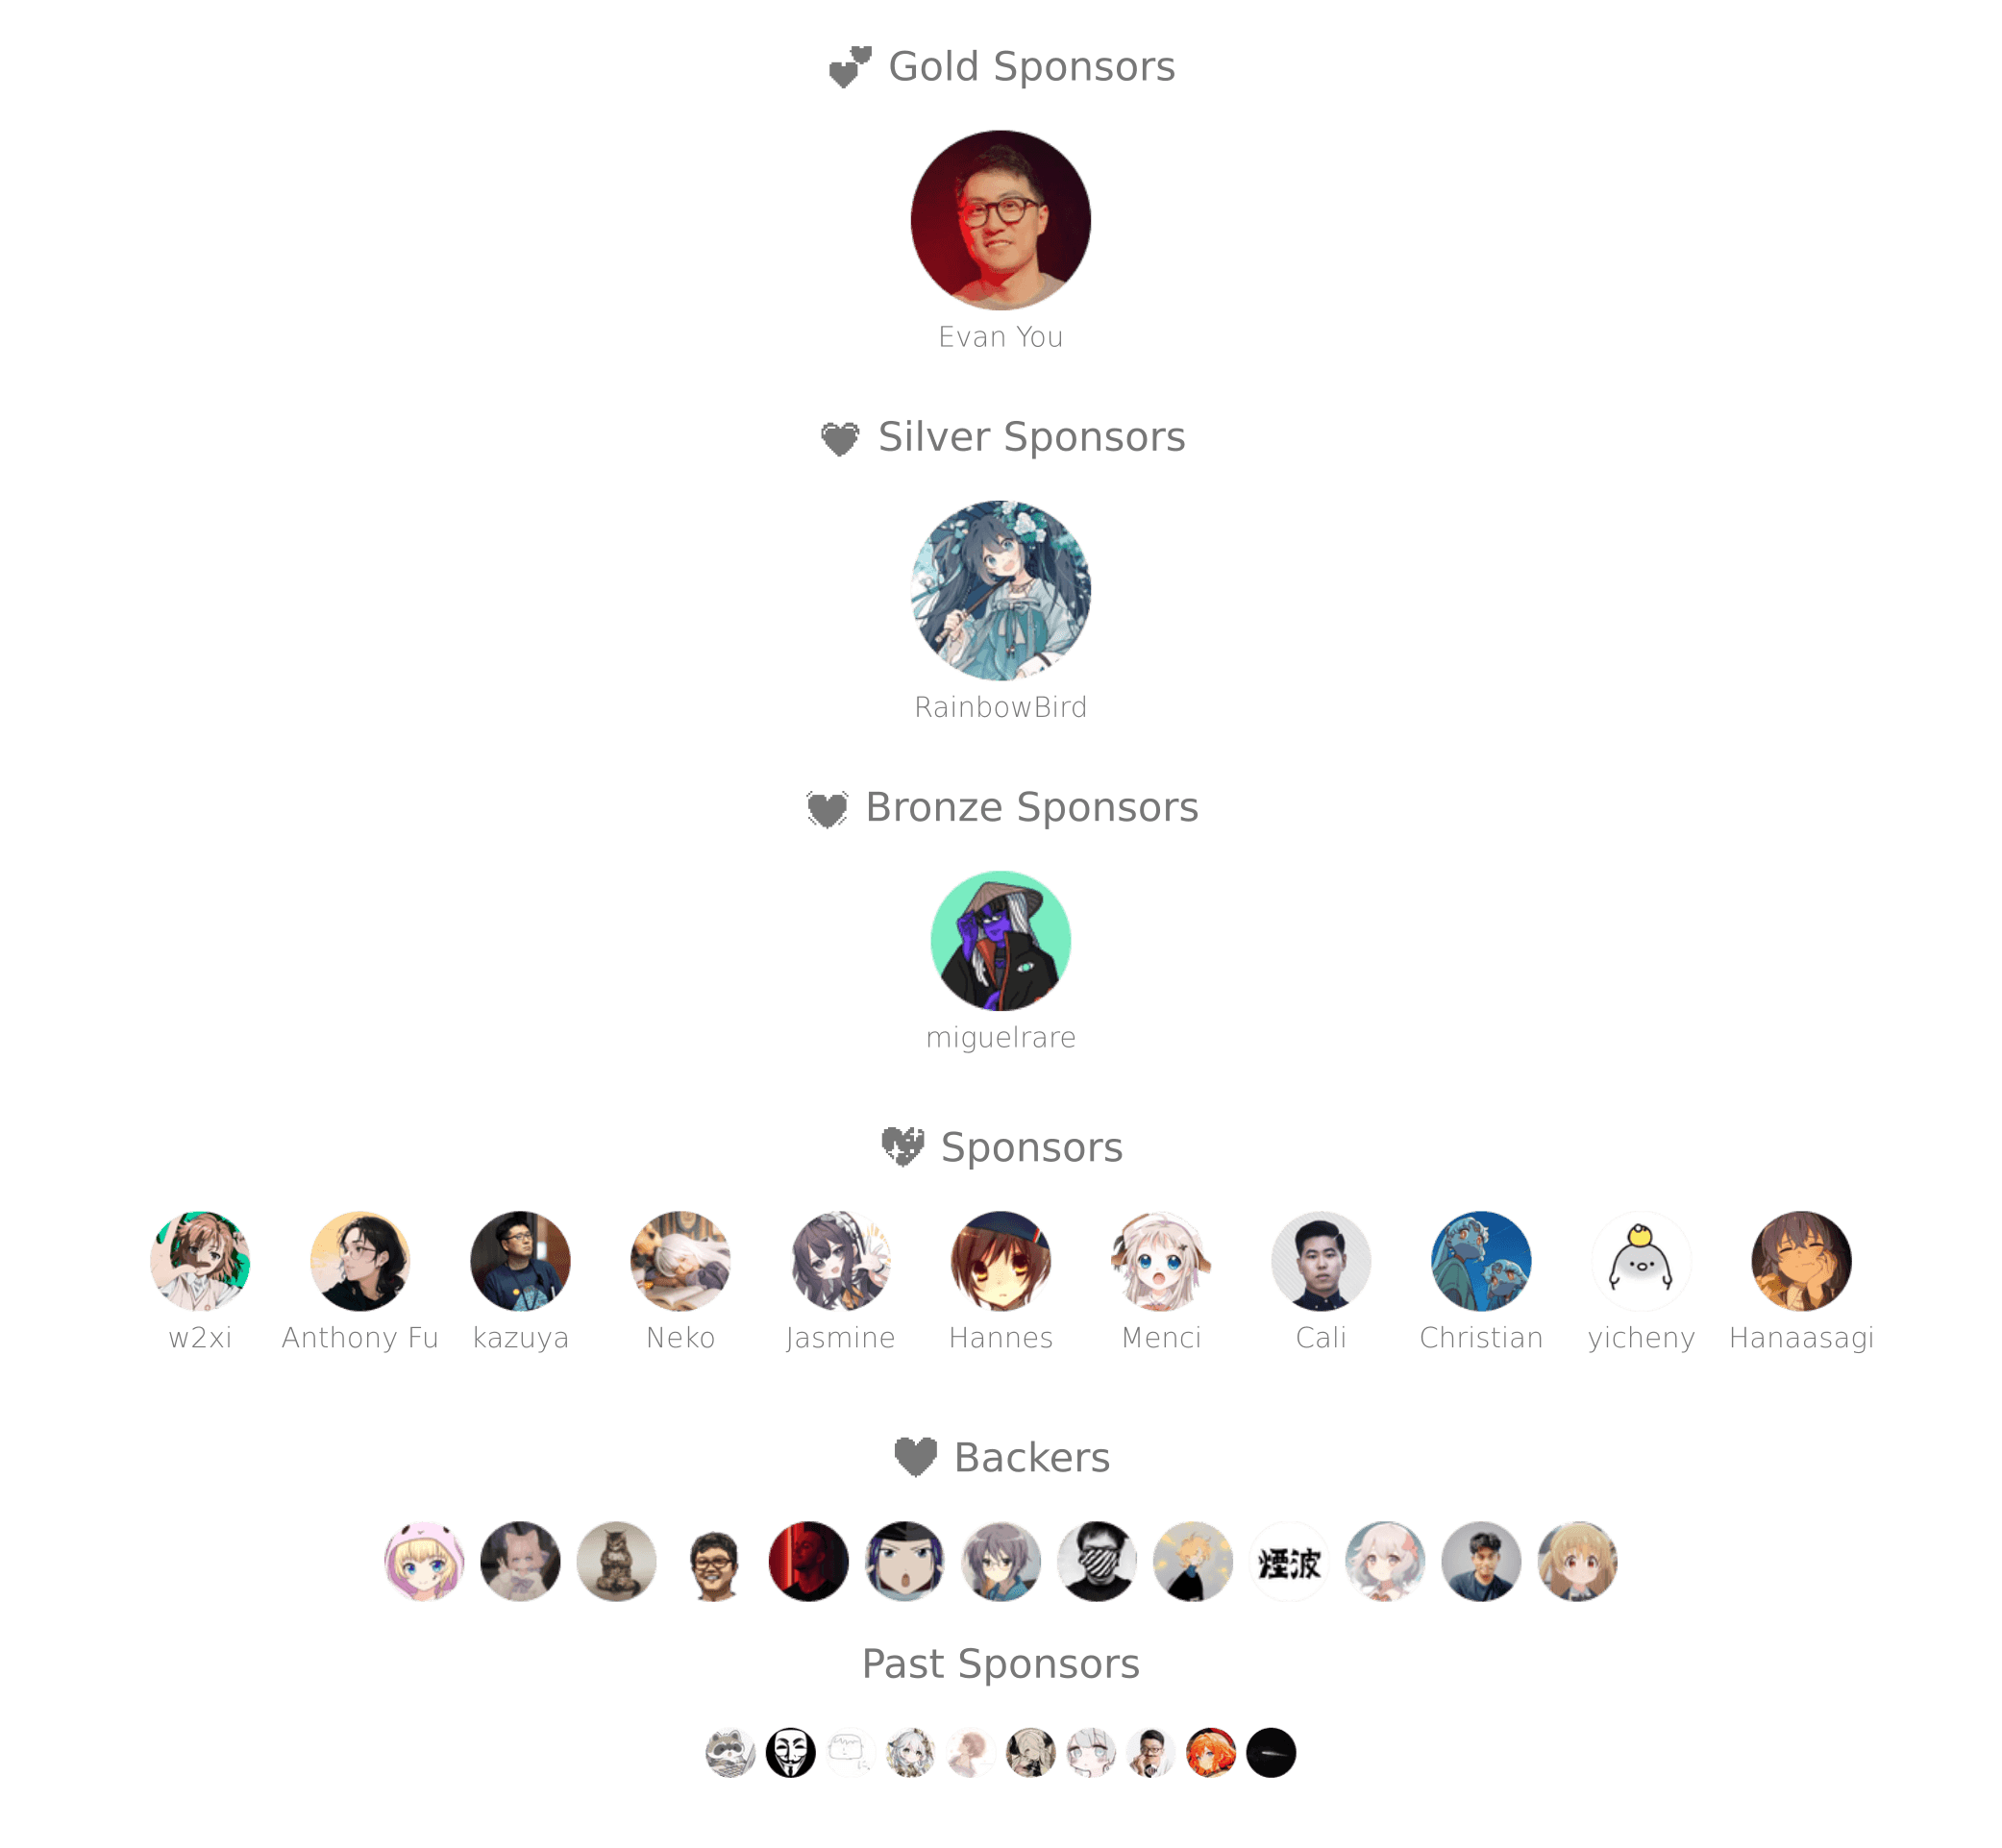 Gold Sponsors
Evan You
Silver Sponsors
RainbowBird
Bronze Sponsors
miguelrare
Sponsors
w2xi Anthony Fu kazuya Neko Jasmine Hannes Menci Cali Christian yicheny Hanaasagi
Backers
煙波
Past Sponsors